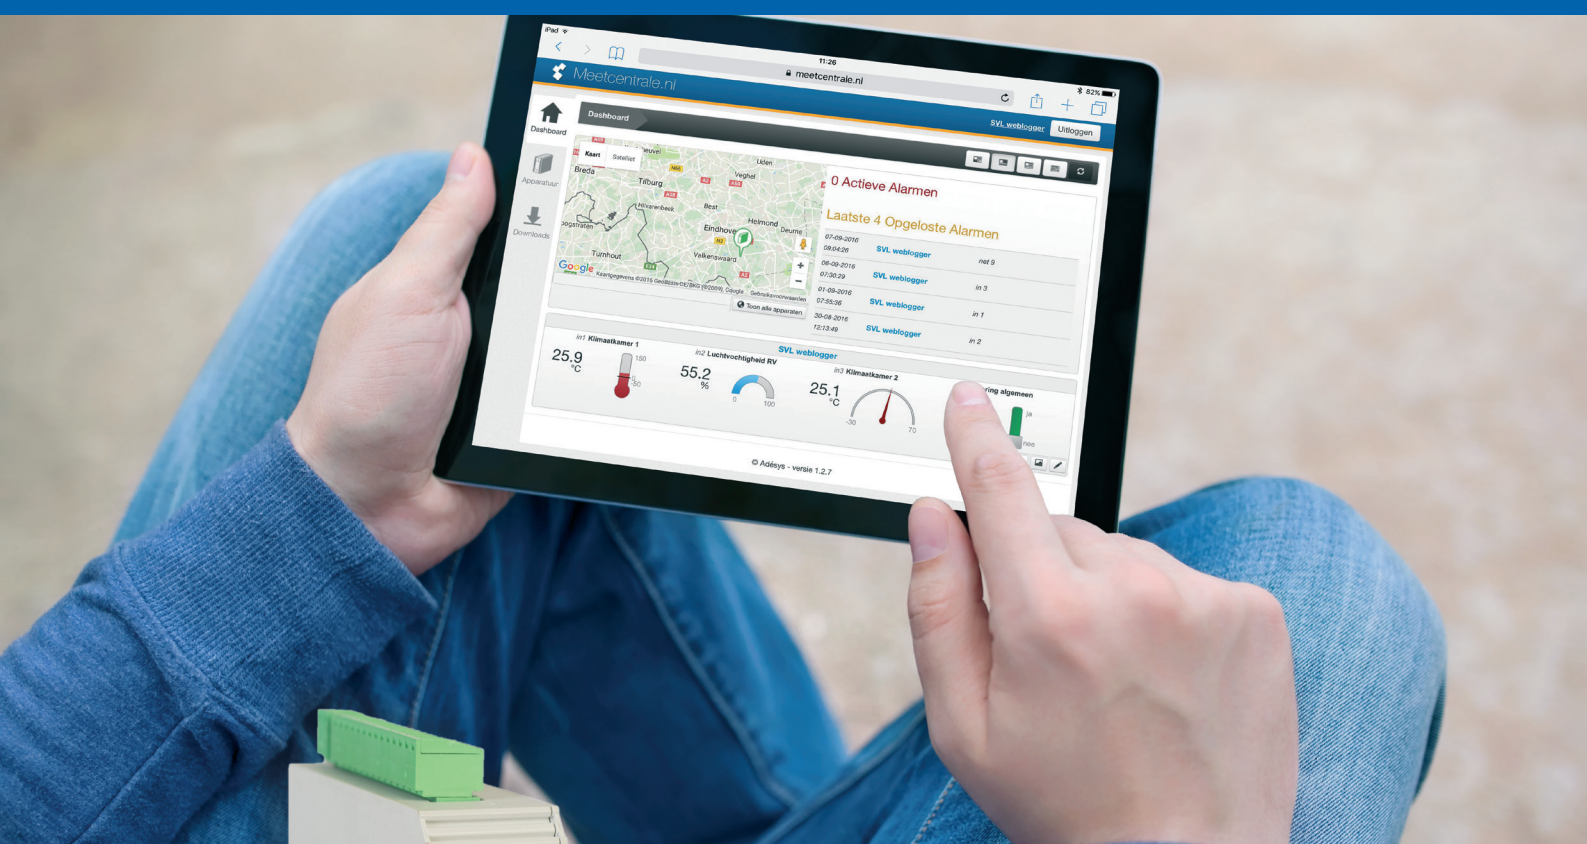 iPad
11:26
82%
meetcentrale.nl
Meetcentrale.nl
SVL weblogger
Uitloggen
Dashboard
Dashboard
Apparatuur
Downloads
Kaart
Satelliet
Uden
Veghel
Breda
Tilburg
Hilvarenbeek
Best
Helmond
Deurne
Eindhove
Valkenswaard
Turnhout
Google
Gebruiksvoorwaarden
Toon alle apparaten
0 Actieve Alarmen
Laatste 4 Opgeloste Alarmen
07-09-2016
09:04:26
SVL weblogger
net 9
06-09-2016
07:30:29
SVL weblogger
in 3
01-09-2016
07:55:36
SVL weblogger
in 1
30-08-2016
12:13:49
SVL weblogger
in 2
SVL weblogger
in1 Klimaatkamer 1
25.9
°C
150
-50
in2 Luchtvochtigheid RV
55.2
%
0
100
in3 Klimaatkamer 2
25.1
°C
-30
70
ring algemeen
ja
nee
© Adésys - versie 1.2.7